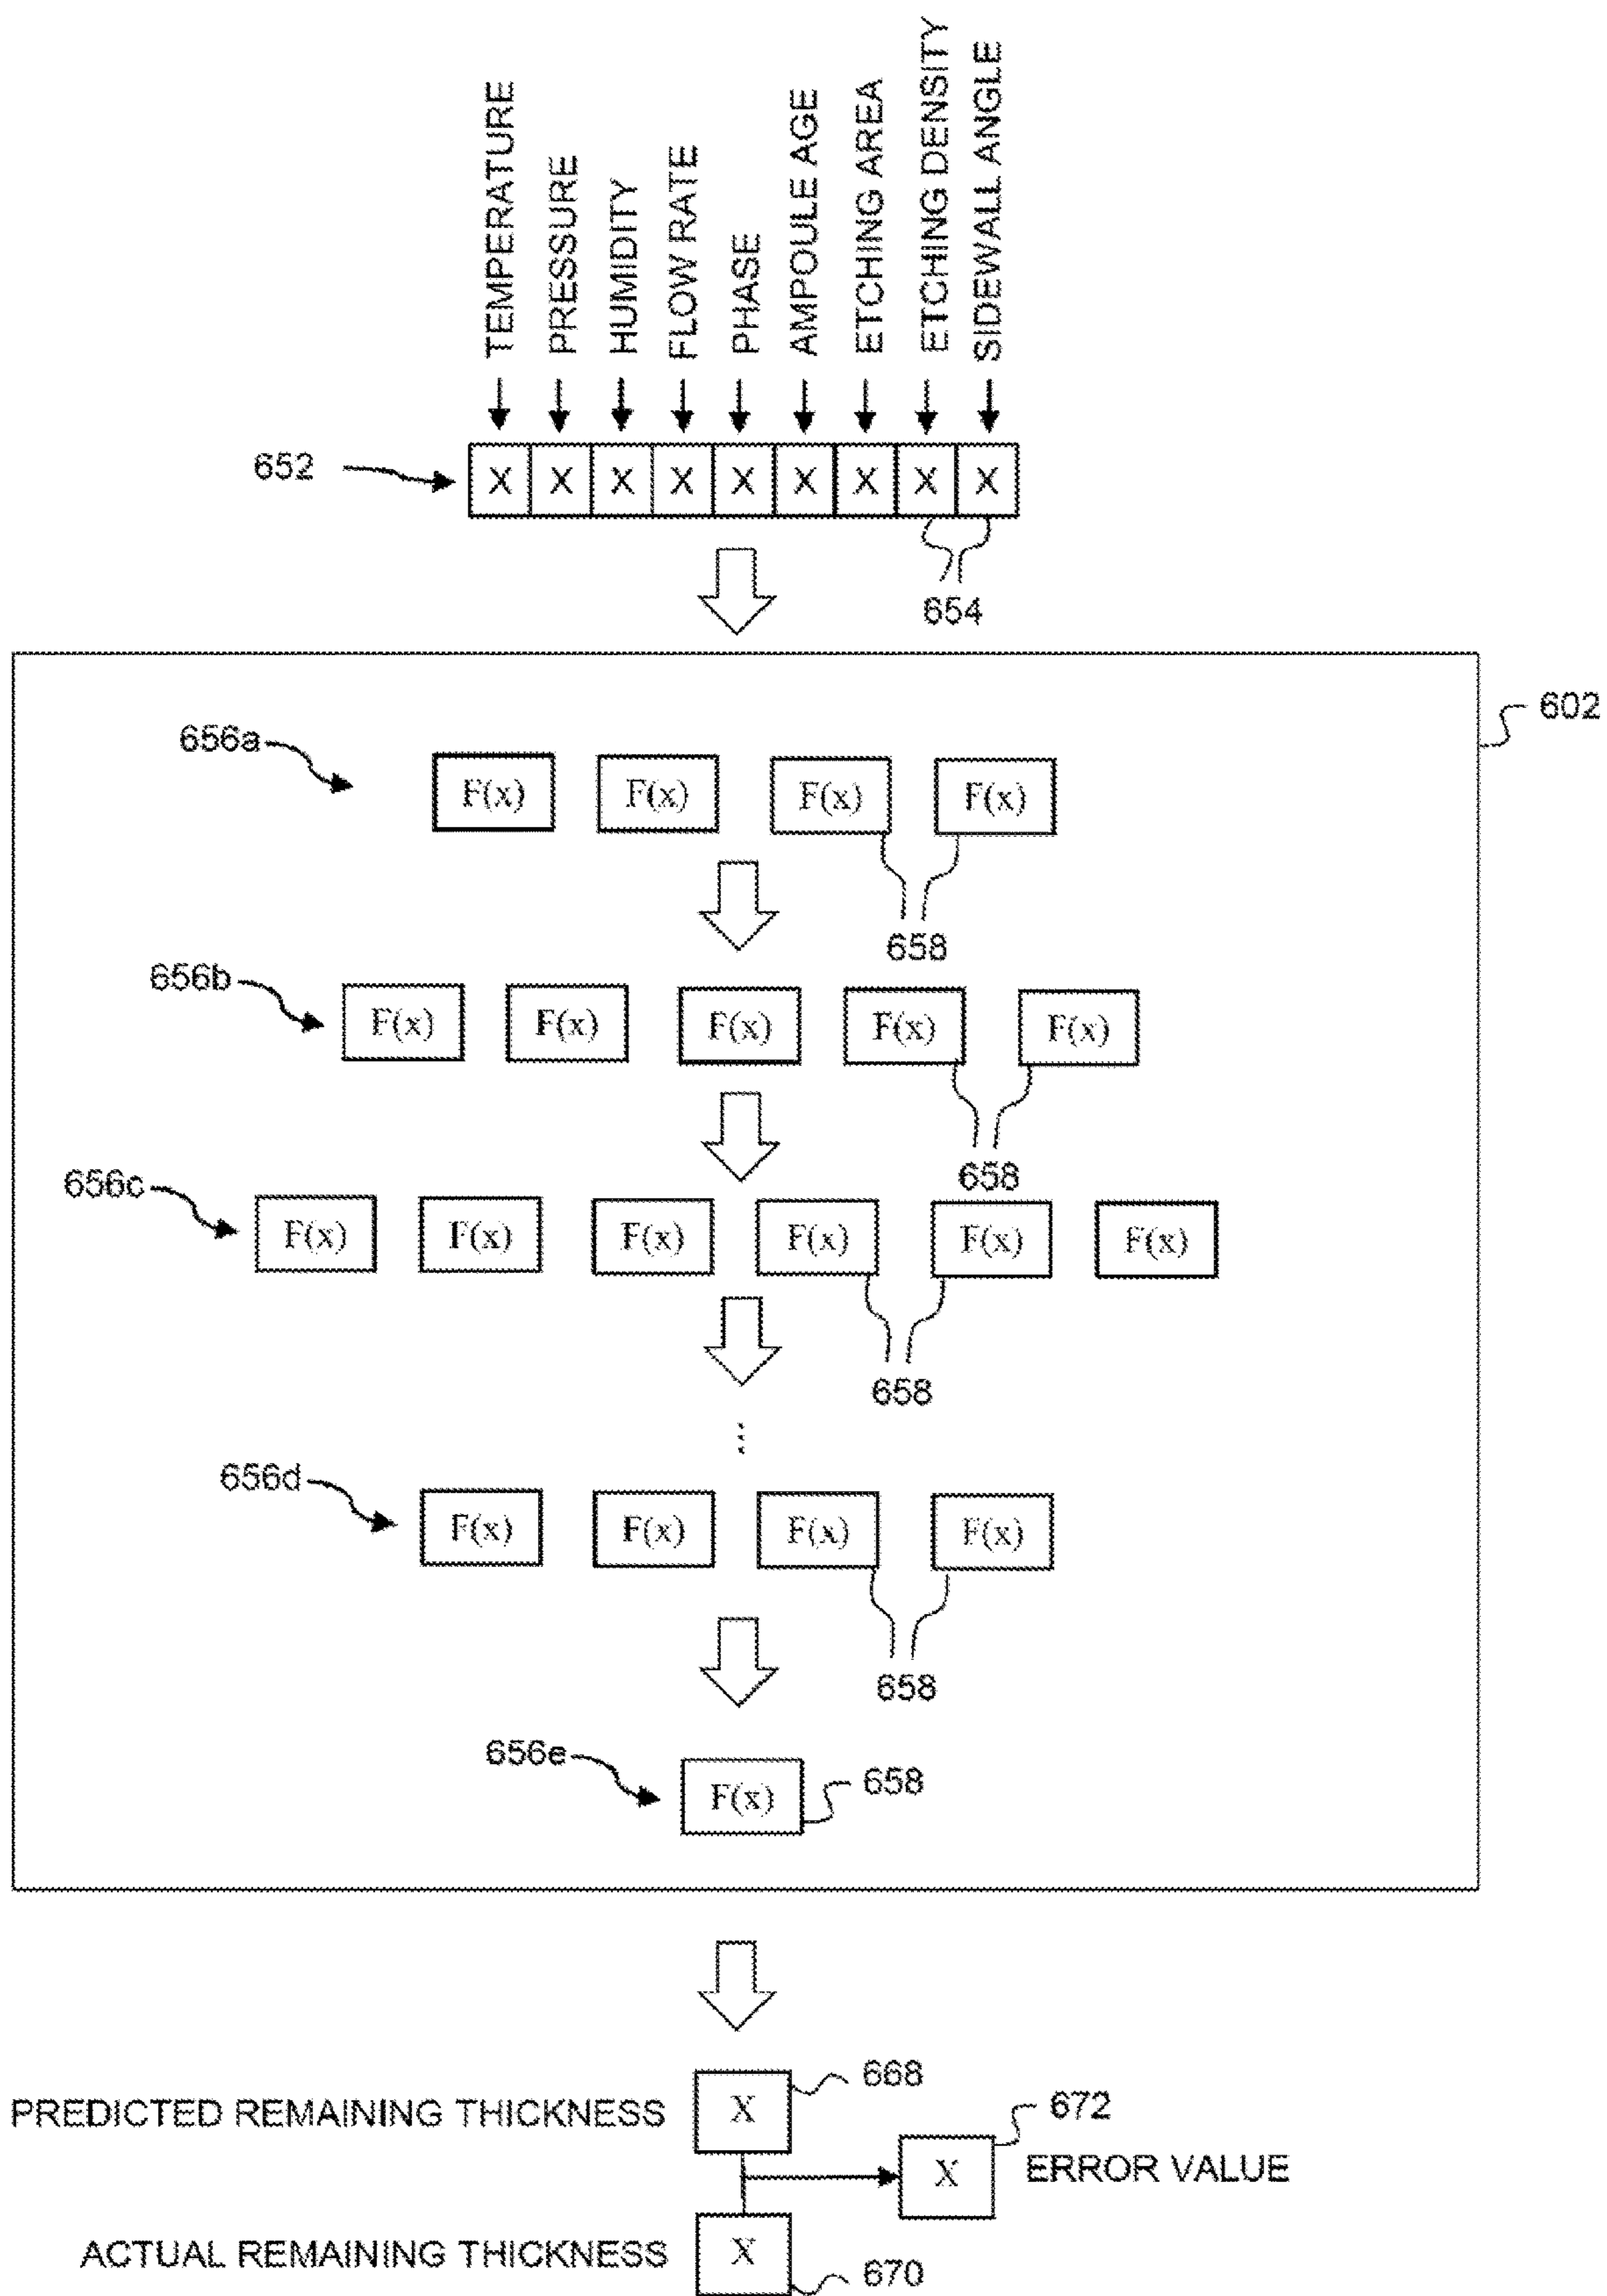 TEMPERATURE
PRESSURE
HUMIDITY
FLOW RATE
PHASE
AMPOULE AGE
ETCHING AREA
ETCHING DENSITY
SIDEWALL ANGLE
652 X X X X X X X X X
654
602
656a F(x) F(x) F(x) F(x)
658
656b F(x) F(x) F(x) F(x) F(x)
658
656c F(x) F(x) F(x) F(x) F(x) F(x)
658
...
656d F(x) F(x) F(x) F(x)
658
656e F(x) 658
PREDICTED REMAINING THICKNESS X 668
X 672 ERROR VALUE
ACTUAL REMAINING THICKNESS X 670